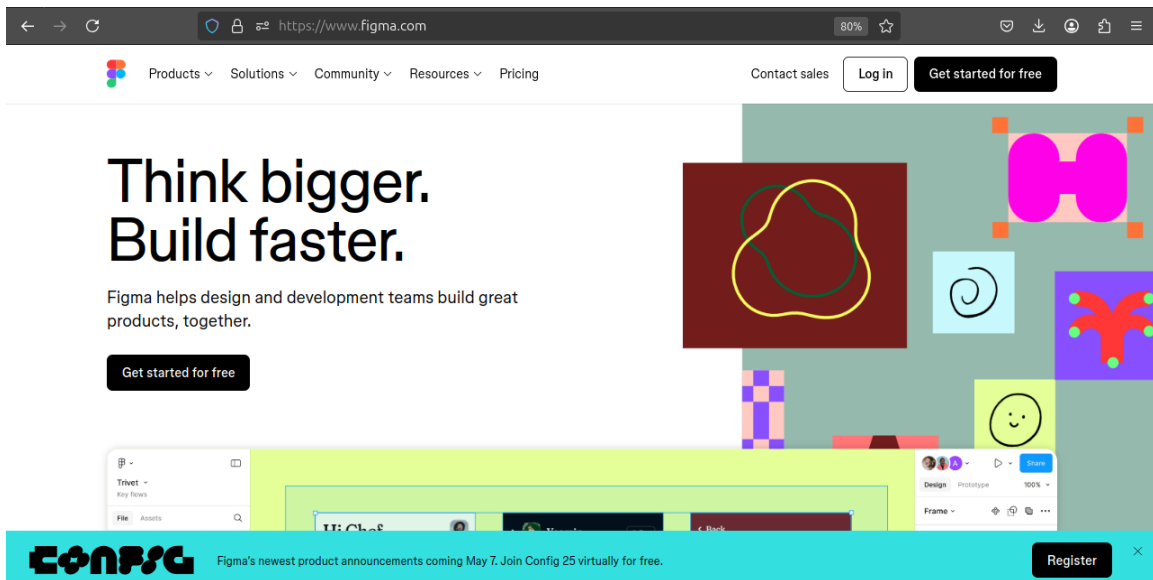 https://www.figma.com
80%
Products
Solutions
Community
Resources
Pricing
Contact sales
Log in
Get started for free
Think bigger.
Build faster.
Figma helps design and development teams build great
products, together.
Get started for free
Trivet
Key flows
File
Assets
Hi Chef
Back
A
Share
Design
Prototype
100%
Frame
CONFIG
Figma's newest product announcements coming May 7. Join Config 25 virtually for free.
Register